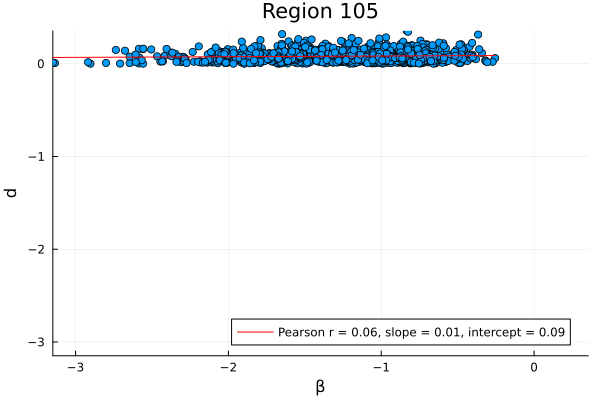 Region 105
0
−1
−2
−3
d
Pearson r = 0.06, slope = 0.01, intercept = 0.09
−3 −2 −1 0
β